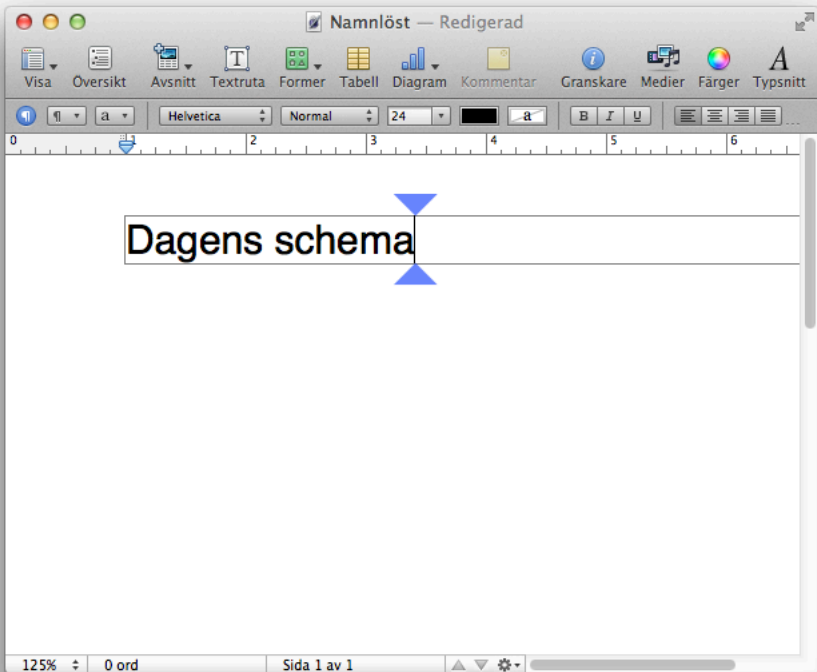 Namnlöst — Redigerad
Visa Översikt Avsnitt Textruta Former Tabell Diagram Kommentar Granskare Medier Färger Typsnitt
¶ ¶ a Helvetica Normal 24 a B I U
0 1 2 3 4 5 6
Dagens schema
125% 0 ord Sida 1 av 1